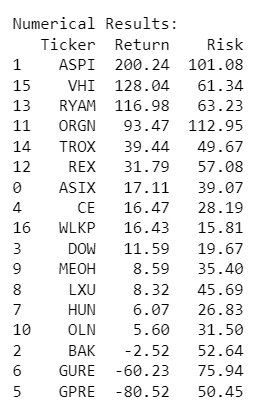 Numerical Results:
Ticker Return Risk
1 ASPI 200.24 101.08
15 VHI 128.04 61.34
13 RYAM 116.98 63.23
11 ORGN 93.47 112.95
14 TROX 39.44 49.67
12 REX 31.79 57.08
0 ASIX 17.11 39.07
4 CE 16.47 28.19
16 WLKP 16.43 15.81
3 DOW 11.59 19.67
9 MEOH 8.59 35.40
8 LXU 8.32 45.69
7 HUN 6.07 26.83
10 OLN 5.60 31.50
2 BAK -2.52 52.64
6 GURE -60.23 75.94
5 GPRE -80.52 50.45